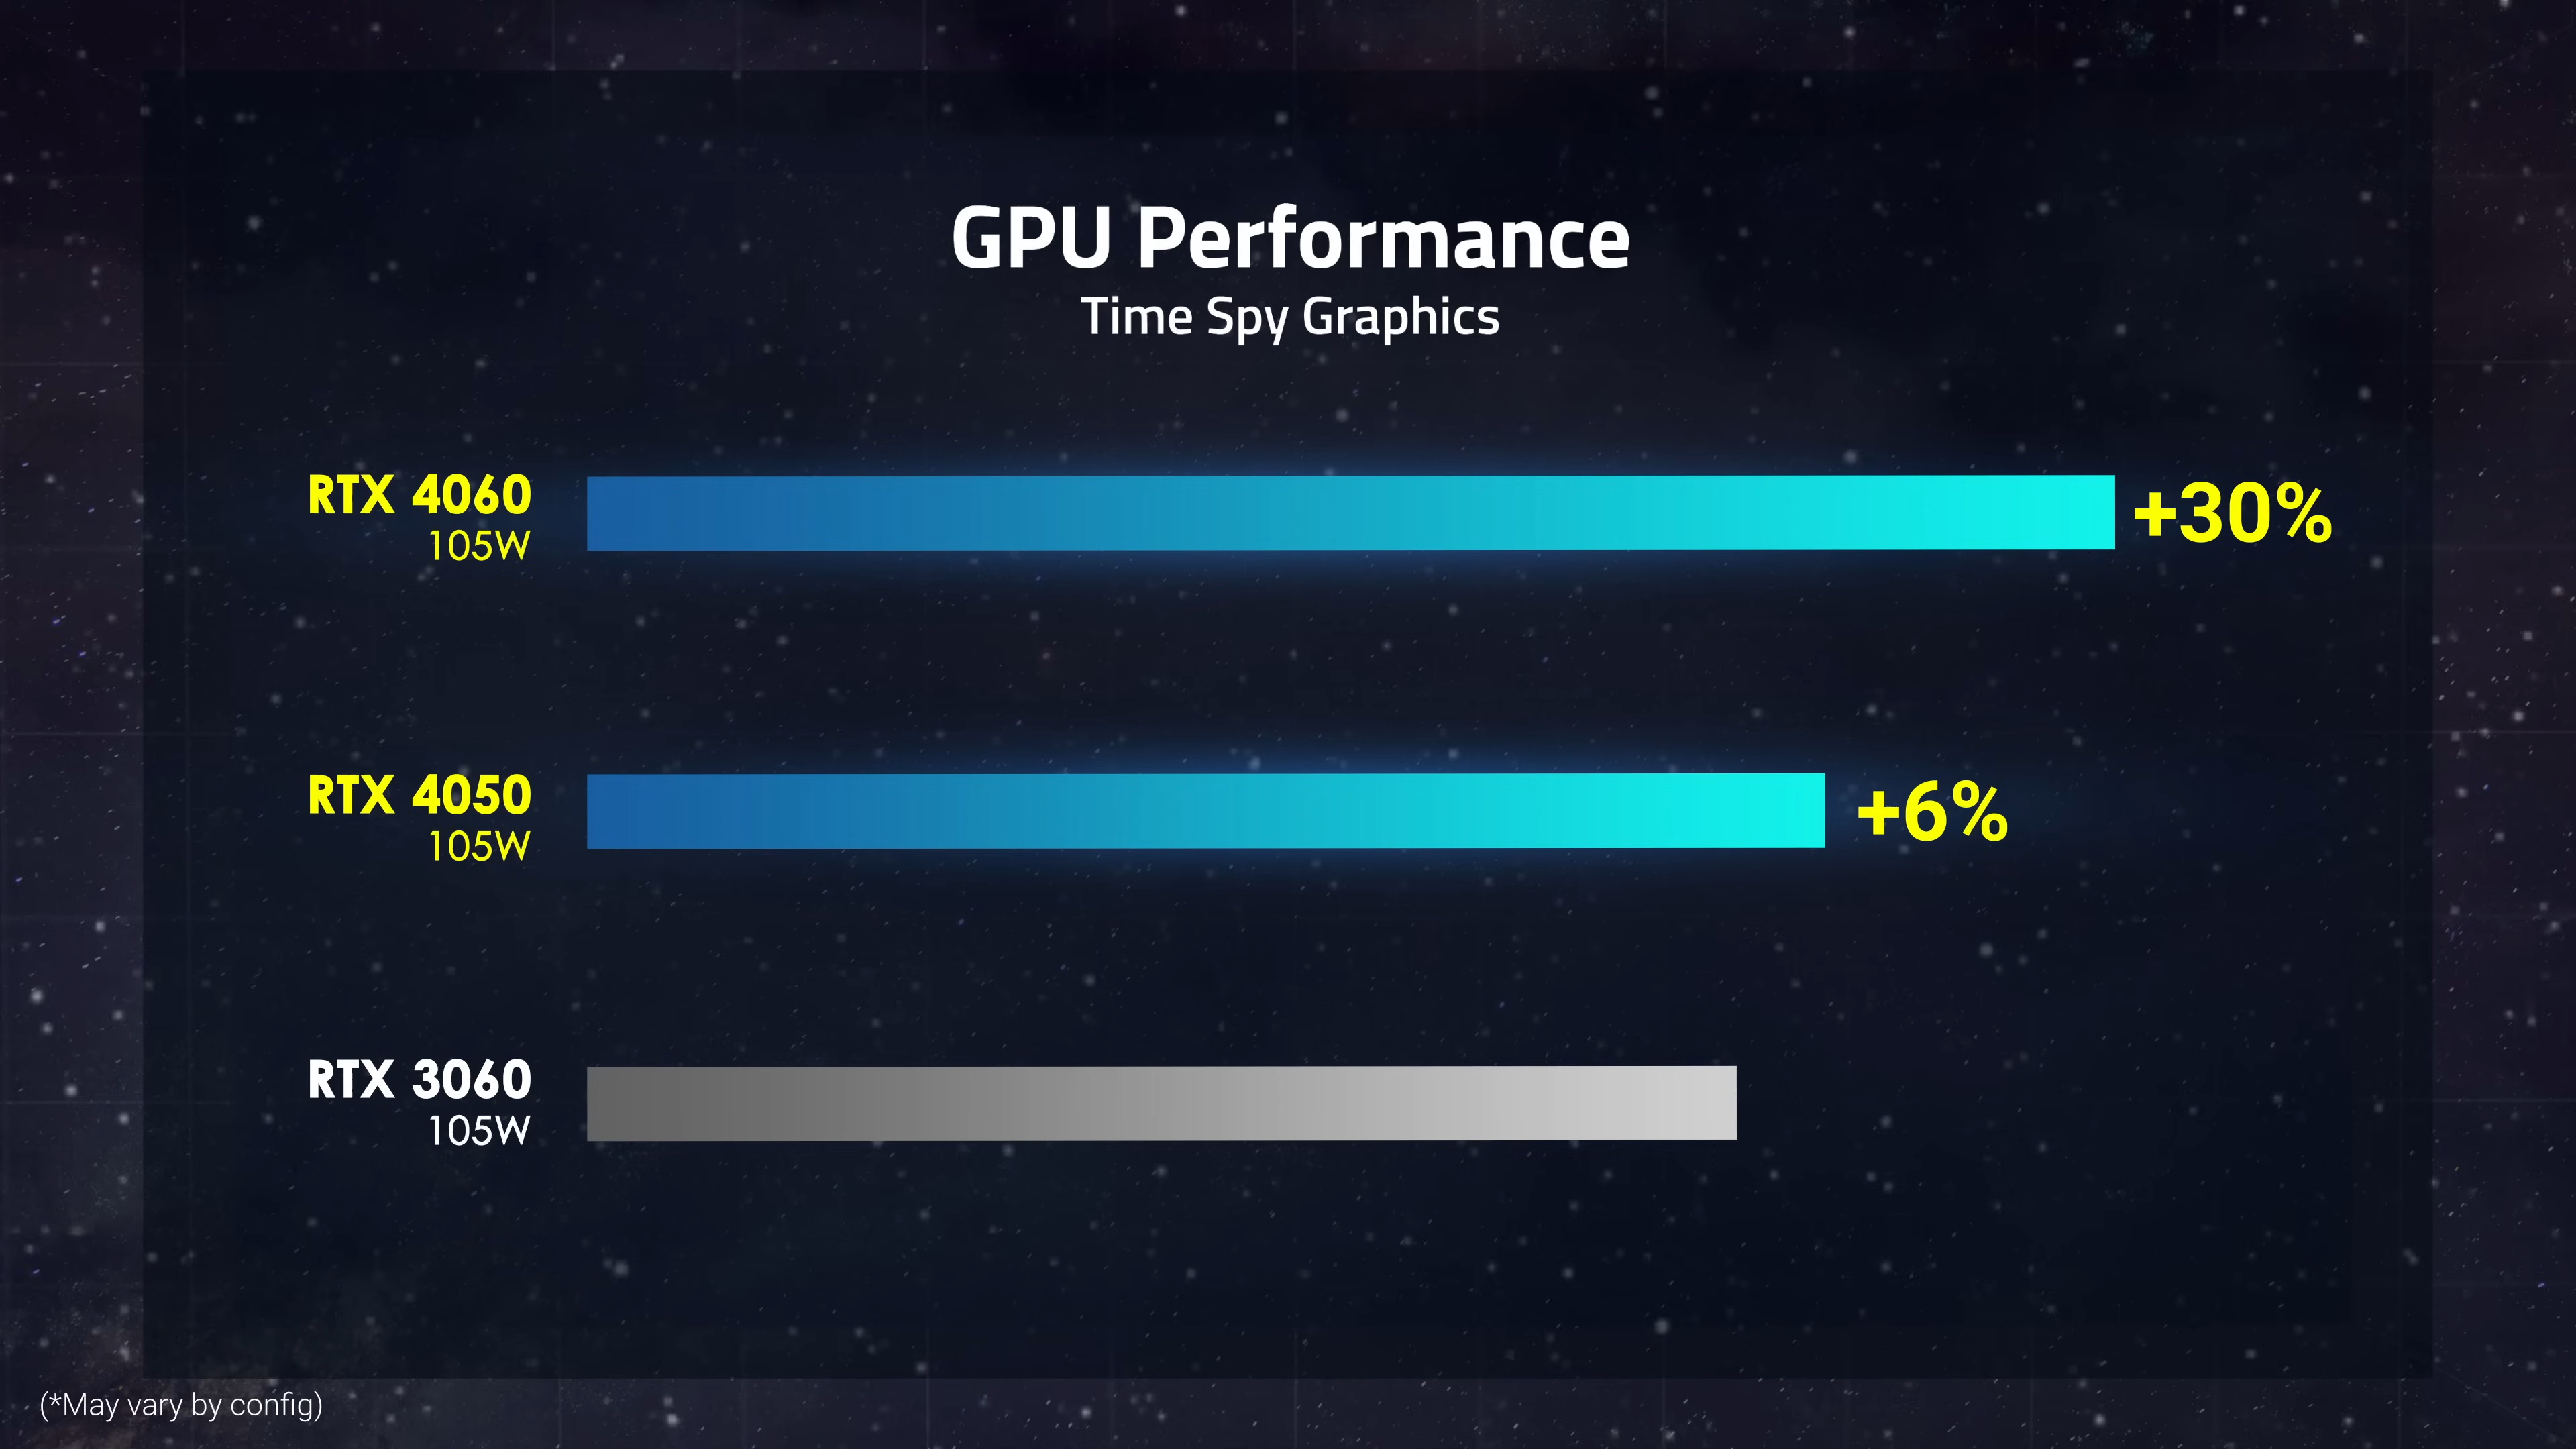 GPU Performance
Time Spy Graphics
RTX 4060
105W
+30%
RTX 4050
105W
+6%
RTX 3060
105W
(*May vary by config)